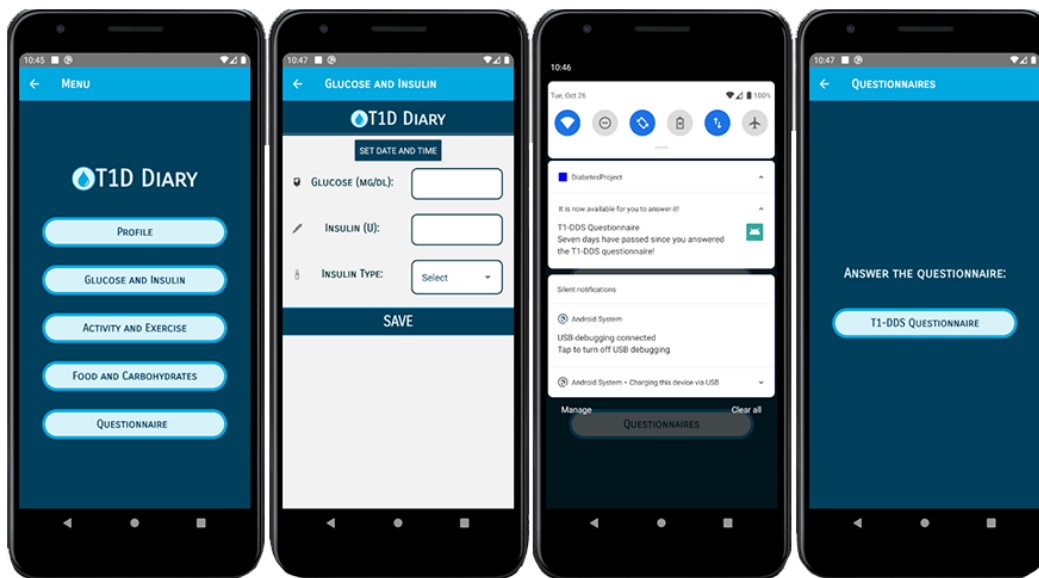 10:45
Menu
T1D Diary
Profile
Glucose and Insulin
Activity and Exercise
Food and Carbohydrates
Questionnaire
10:47
Glucose and Insulin
T1D Diary
SET DATE AND TIME
Glucose (mg/dl):
Insulin (U):
Insulin Type:
Select
SAVE
10:46
Tue, Oct 26
100%
DiabetesProject
It is now available for you to answer it!
T1-DDS Questionnaire
Seven days have passed since you answered
the T1-DDS questionnaire!
Silent notifications
Android System
USB debugging connected
Tap to turn off USB debugging
Android System • Charging this device via USB
Manage
Clear all
Questionnaires
10:47
Questionnaires
Answer the questionnaire:
T1-DDS Questionnaire